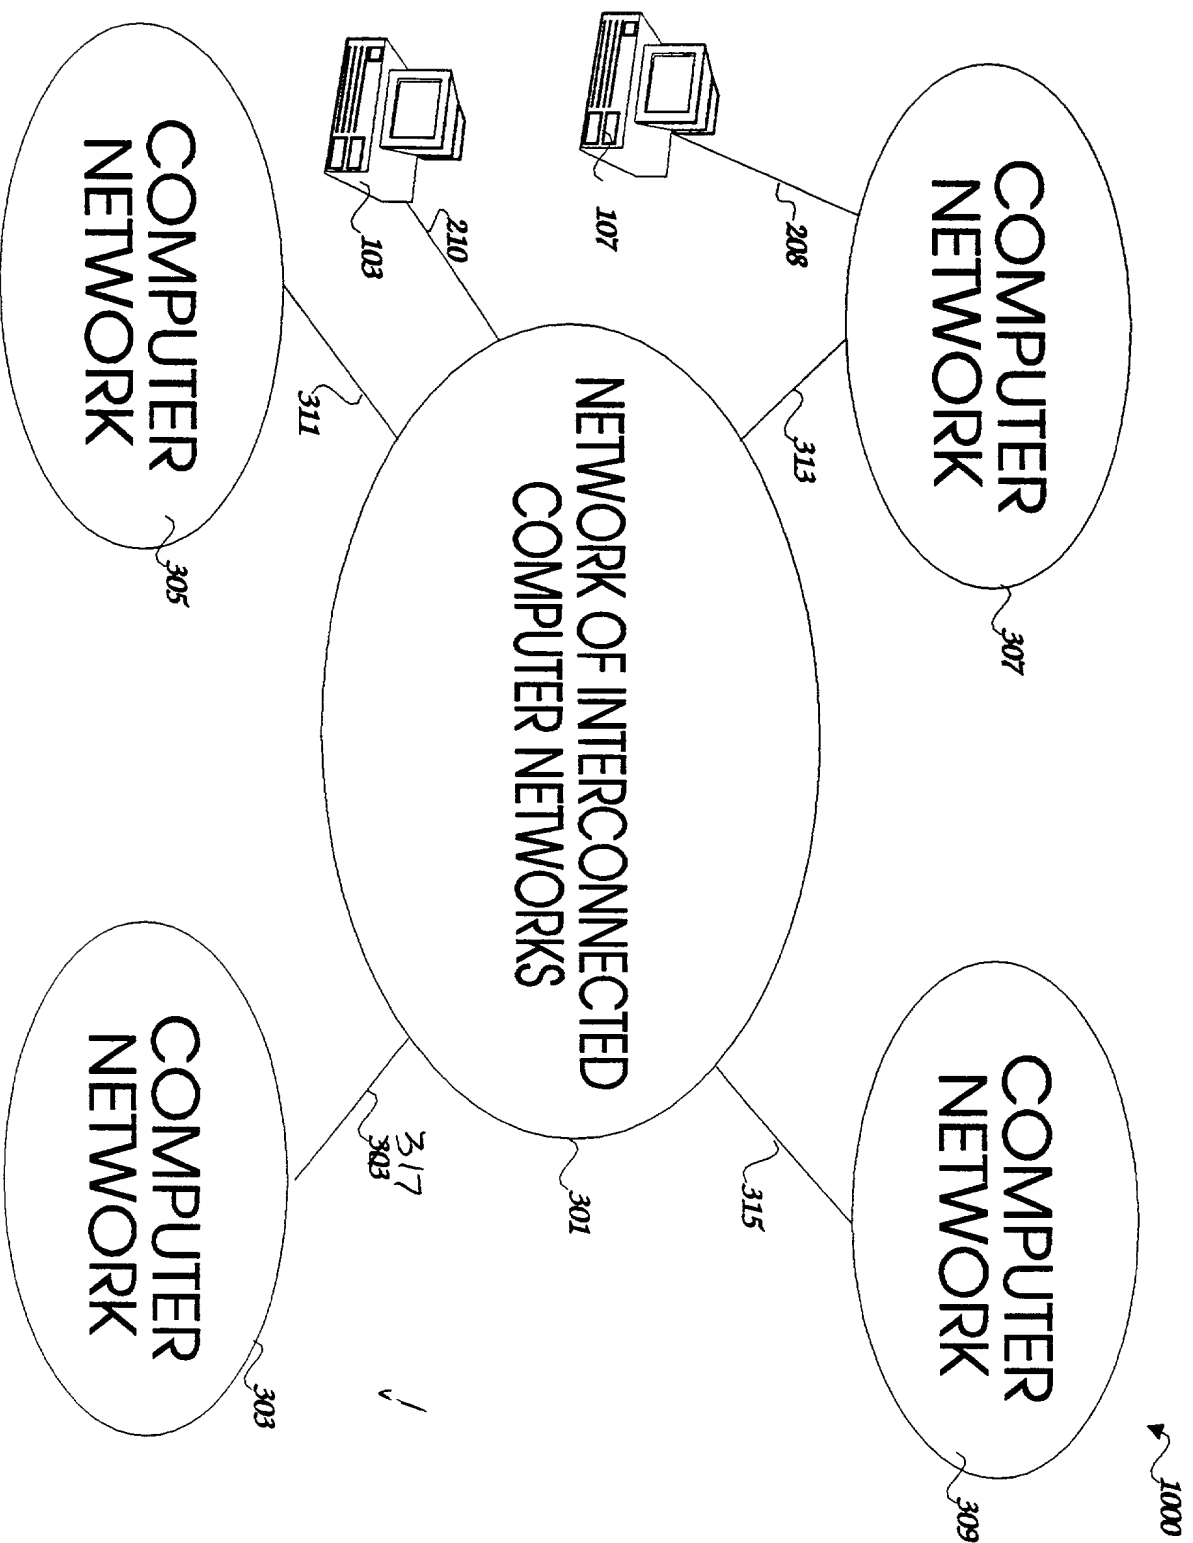 1000
COMPUTER
NETWORK
307
COMPUTER
NETWORK
309
208
313
315
107
NETWORK OF INTERCONNECTED
COMPUTER NETWORKS
301
210
103
317
303
311
COMPUTER
NETWORK
305
COMPUTER
NETWORK
303